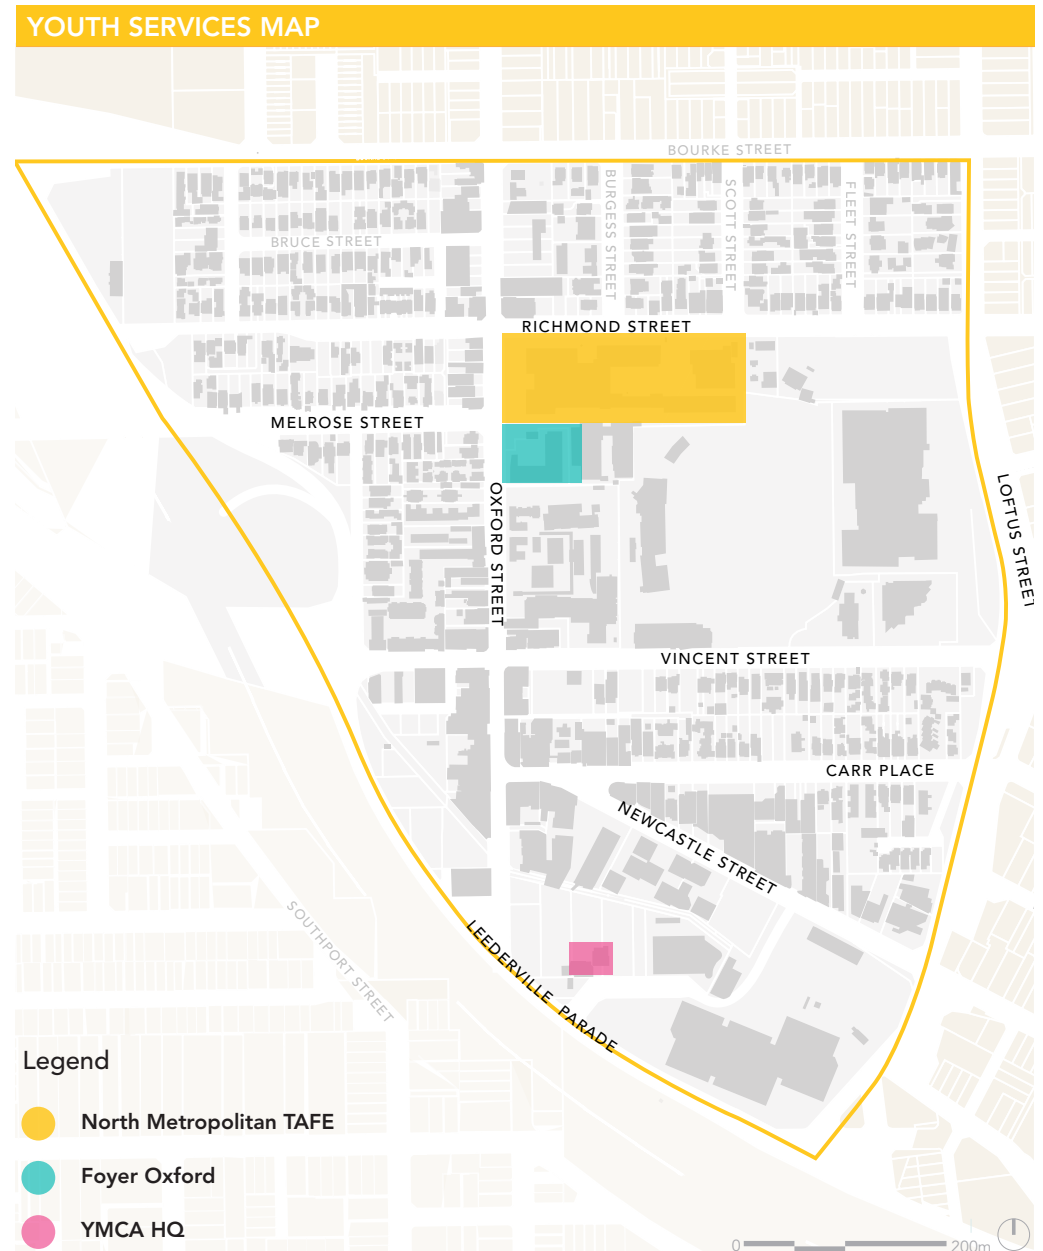 YOUTH SERVICES MAP
BOURKE STREET
BURGESS STREET
SCOTT STREET
FLEET STREET
BRUCE STREET
RICHMOND STREET
MELROSE STREET
OXFORD STREET
LOFTUS STREET
VINCENT STREET
CARR PLACE
NEWCASTLE STREET
SOUTHPORT STREET
LEEDERVILLE PARADE
Legend
North Metropolitan TAFE
Foyer Oxford
YMCA HQ
0 200m